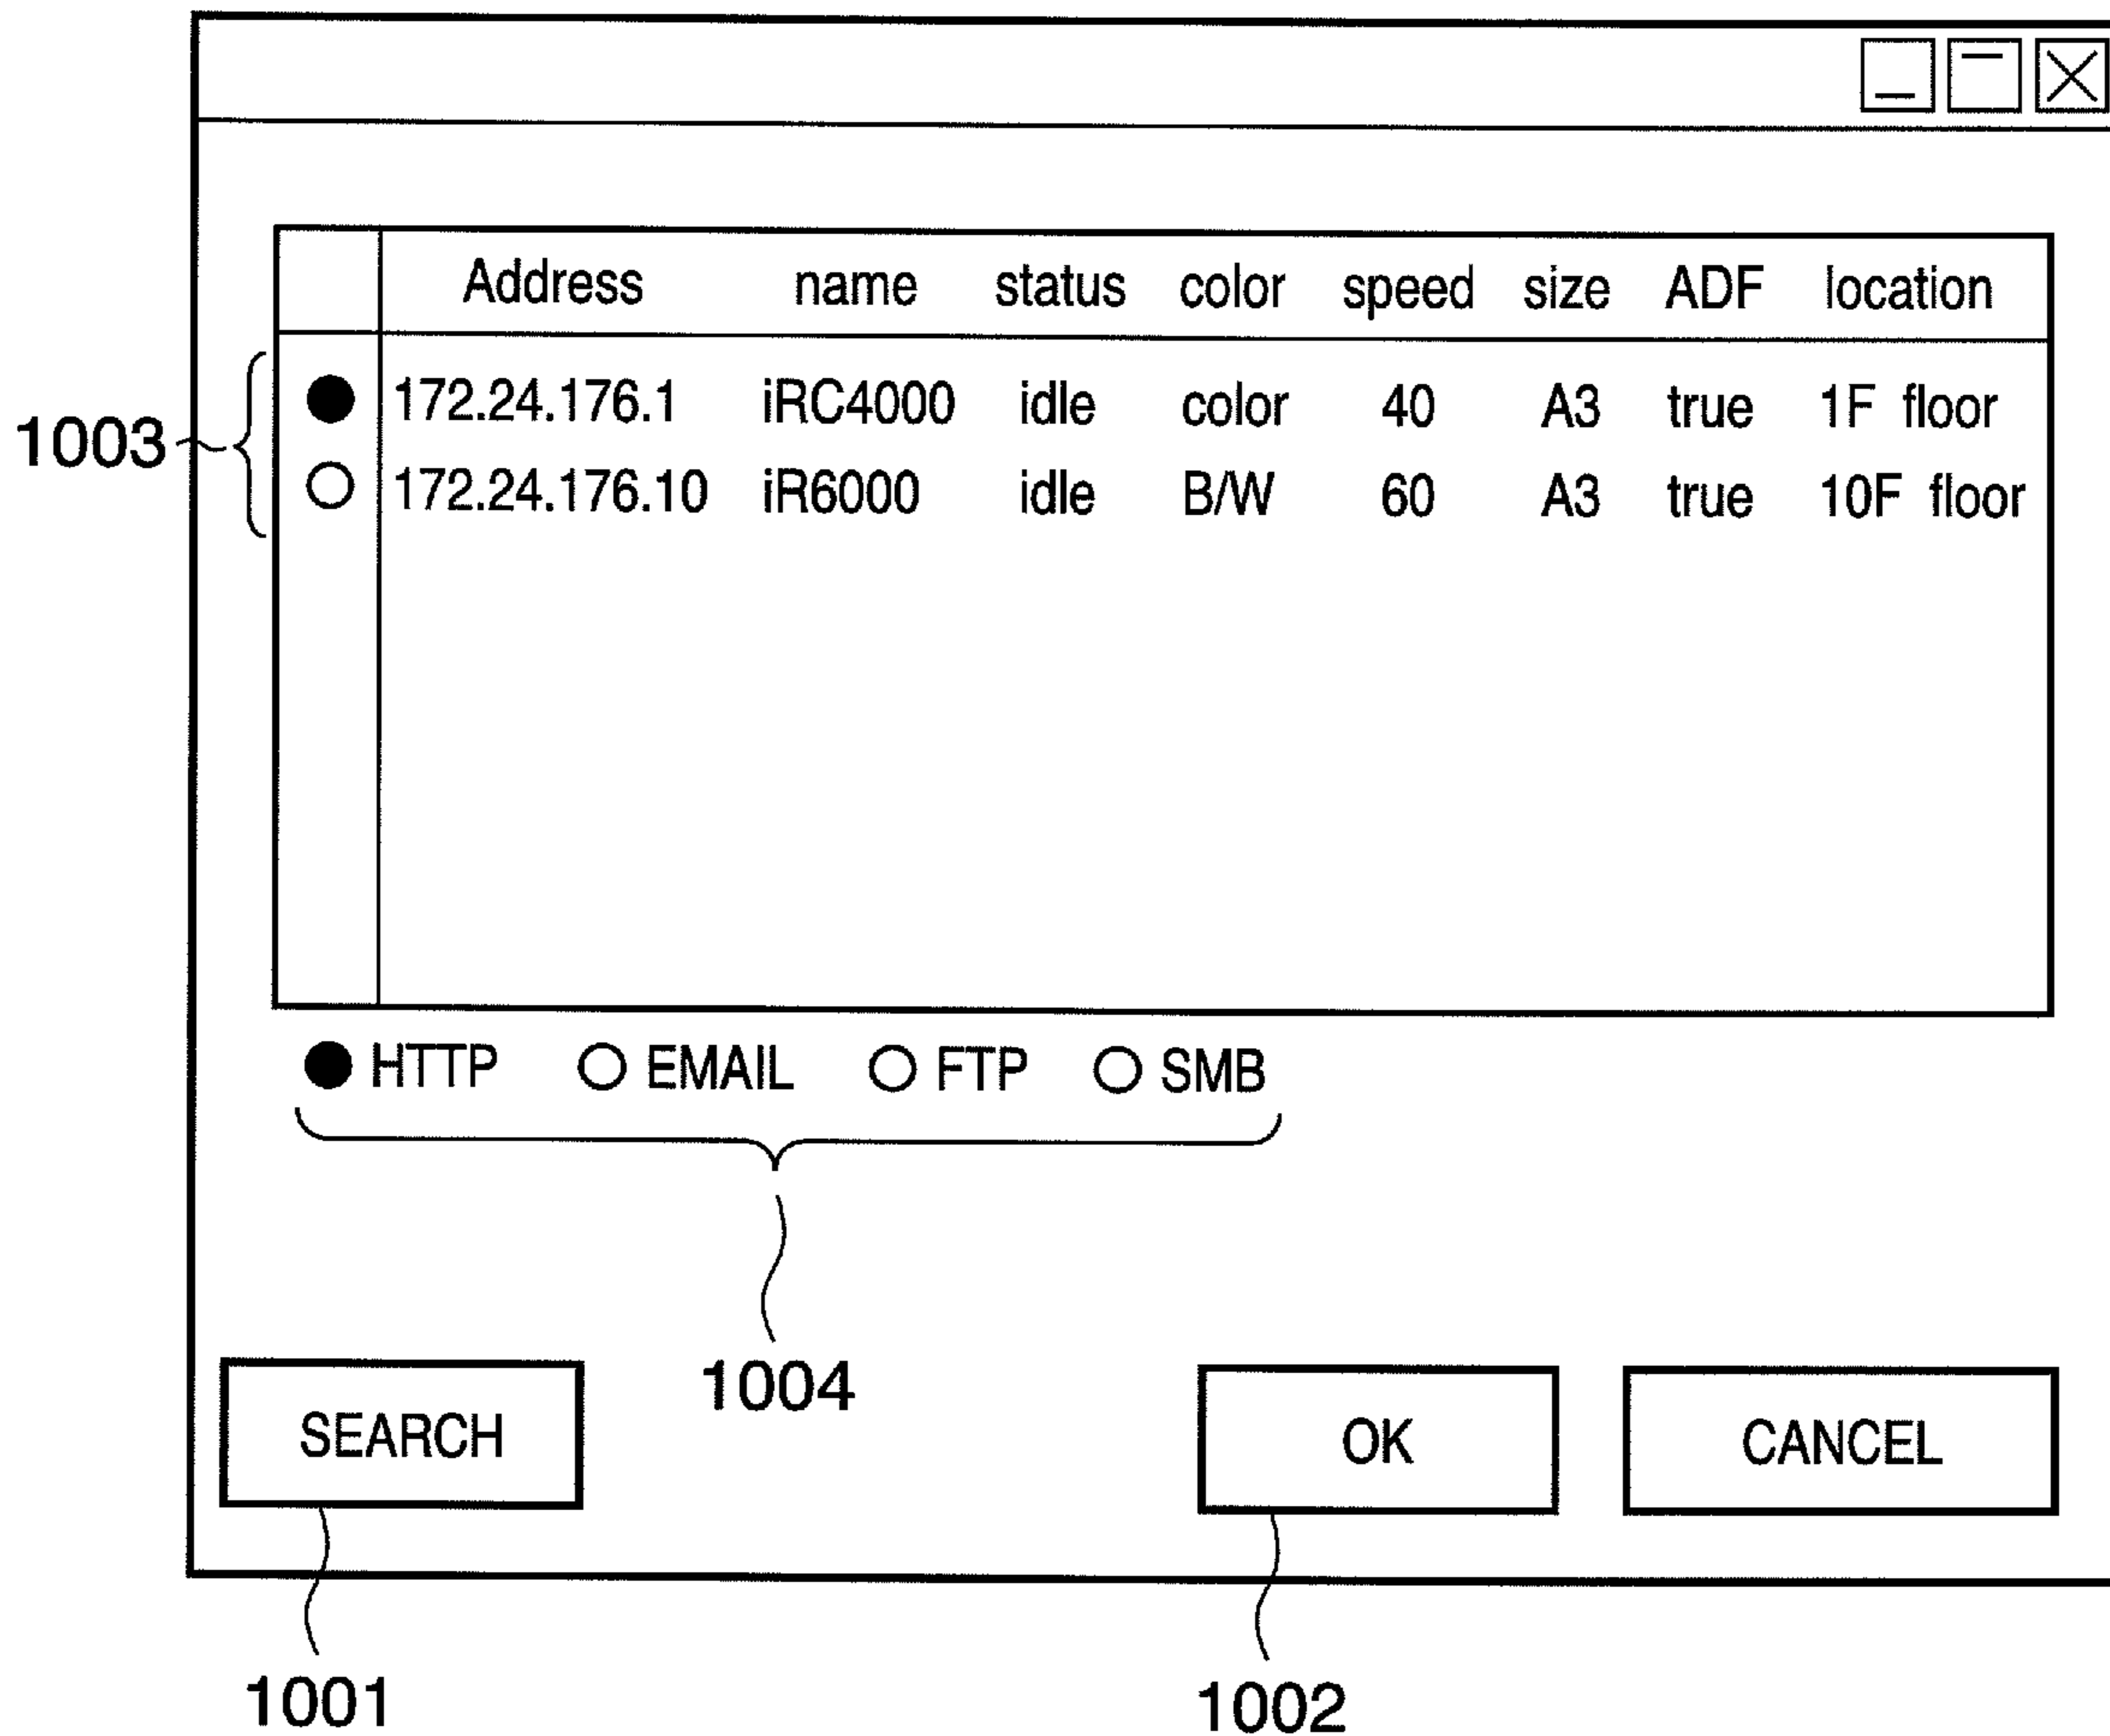 Address name status color speed size ADF location
172.24.176.1 iRC4000 idle color 40 A3 true 1F floor
1003
172.24.176.10 iR6000 idle B/W 60 A3 true 10F floor
HTTP EMAIL FTP SMB
1004
SEARCH OK CANCEL
1001 1002